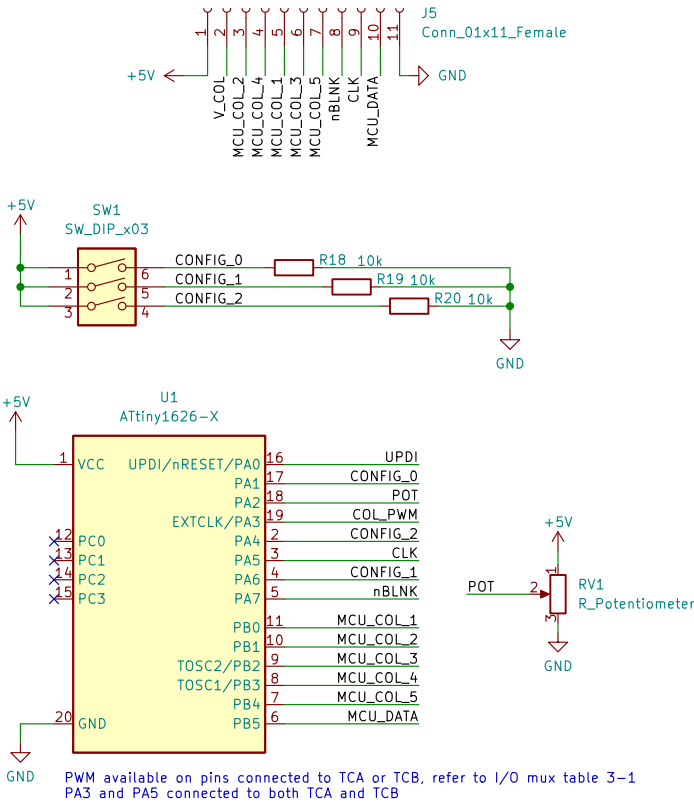 J5
Conn_01x11_Female
1 2 3 4 5 6 7 8 9 10 11
+5V
GND
V_COL
MCU_COL_2
MCU_COL_4
MCU_COL_1
MCU_COL_3
MCU_COL_5
nBLNK
CLK
MCU_DATA
+5V
SW1
SW_DIP_x03
1 6 CONFIG_0 R18 10k
2 5 CONFIG_1 R19 10k
3 4 CONFIG_2 R20 10k
GND
U1
ATtiny1626-X
+5V
1 VCC UPDI/nRESET/PA0 16 UPDI
PA1 17 CONFIG_0
PA2 18 POT
EXTCLK/PA3 19 COL_PWM
12 PC0 PA4 2 CONFIG_2
13 PC1 PA5 3 CLK
14 PC2 PA6 4 CONFIG_1
15 PC3 PA7 5 nBLNK
PB0 11 MCU_COL_1
PB1 10 MCU_COL_2
TOSC2/PB2 9 MCU_COL_3
TOSC1/PB3 8 MCU_COL_4
PB4 7 MCU_COL_5
20 GND PB5 6 MCU_DATA
GND
+5V
1
POT 2
3
RV1
R_Potentiometer
GND
PWM available on pins connected to TCA or TCB, refer to I/O mux table 3-1
PA3 and PA5 connected to both TCA and TCB